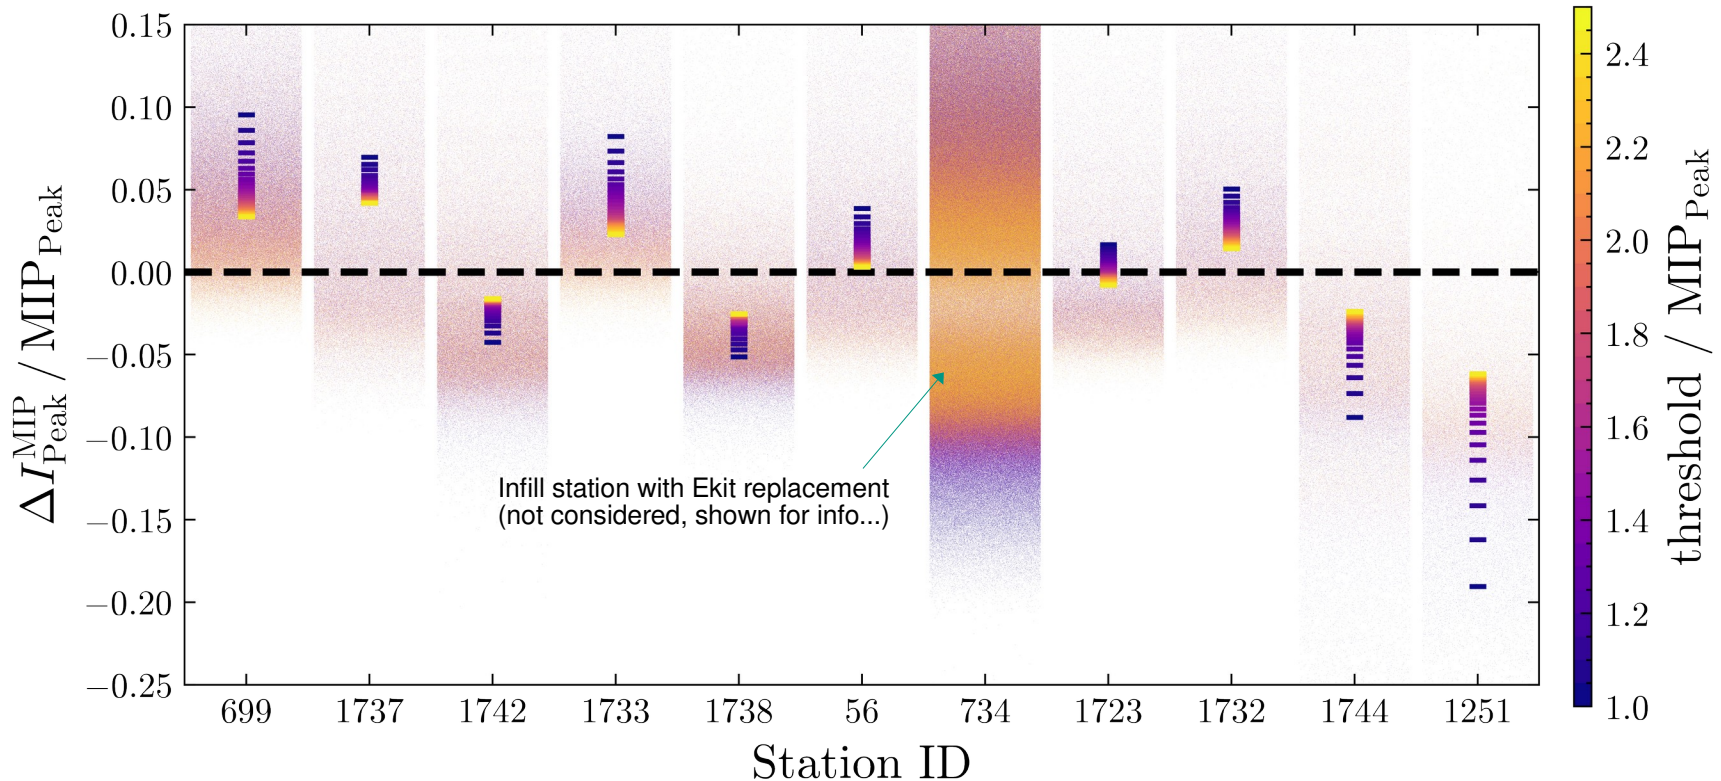 0.15
0.10
0.05
0.00
−0.05
−0.10
−0.15
−0.20
−0.25
ΔI^MIP_Peak / MIP_Peak
Infill station with Ekit replacement
(not considered, shown for info...)
699 1737 1742 1733 1738 56 734 1723 1732 1744 1251
Station ID
2.4
2.2
2.0
1.8
1.6
1.4
1.2
1.0
threshold / MIP_Peak